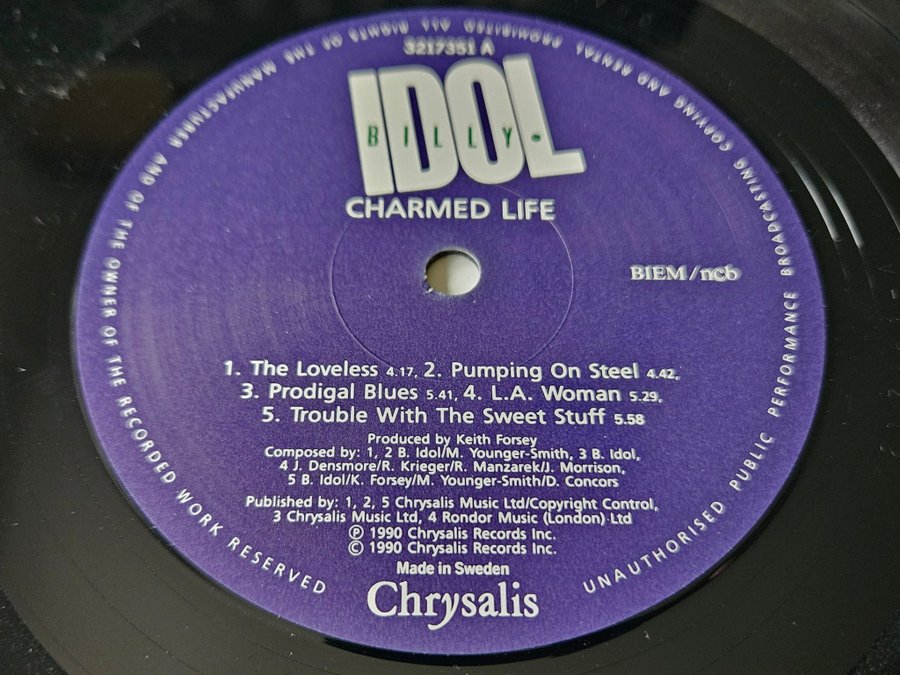 3217351 A
IDOL
BILLY
CHARMED LIFE
BIEM/ncb
1. The Loveless 4.17, 2. Pumping On Steel 4.42,
3. Prodigal Blues 5.41, 4. L.A. Woman 5.29,
5. Trouble With The Sweet Stuff 5.58
Produced by Keith Forsey
Composed by: 1, 2 B. Idol/M. Younger-Smith, 3 B. Idol,
4 J. Densmore/R. Krieger/R. Manzarek/J. Morrison,
5 B. Idol/K. Forsey/M. Younger-Smith/D. Concors
Published by: 1, 2, 5 Chrysalis Music Ltd/Copyright Control,
3 Chrysalis Music Ltd, 4 Rondor Music (London) Ltd
Ⓟ 1990 Chrysalis Records Inc.
© 1990 Chrysalis Records Inc.
Made in Sweden
Chrysalis
ALL RIGHTS OF THE MANUFACTURER AND OF THE OWNER OF THE RECORDED WORK RESERVED
UNAUTHORISED PUBLIC PERFORMANCE BROADCASTING COPYING AND RENTAL PROHIBITED